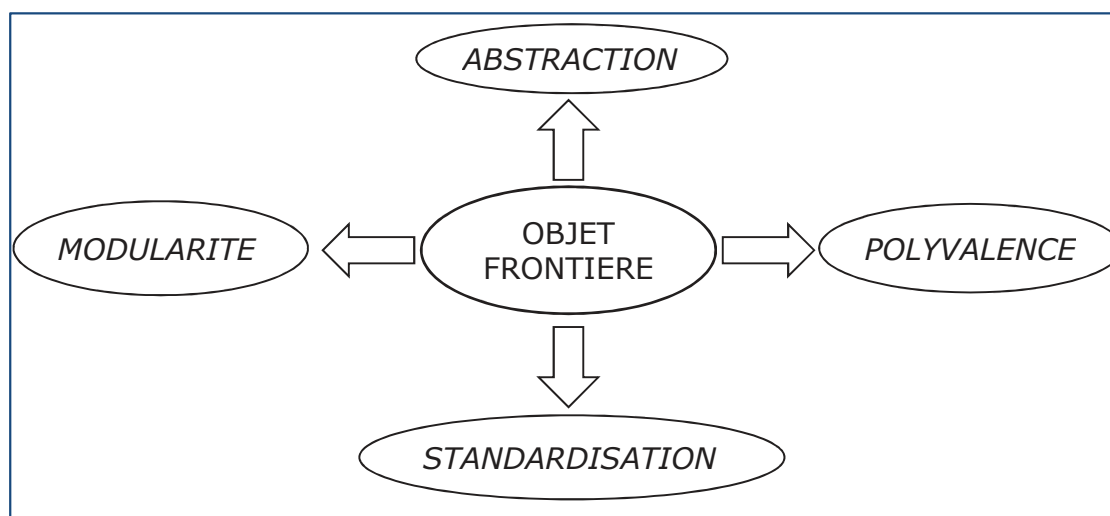 ABSTRACTION
MODULARITE
OBJET
FRONTIERE
POLYVALENCE
STANDARDISATION